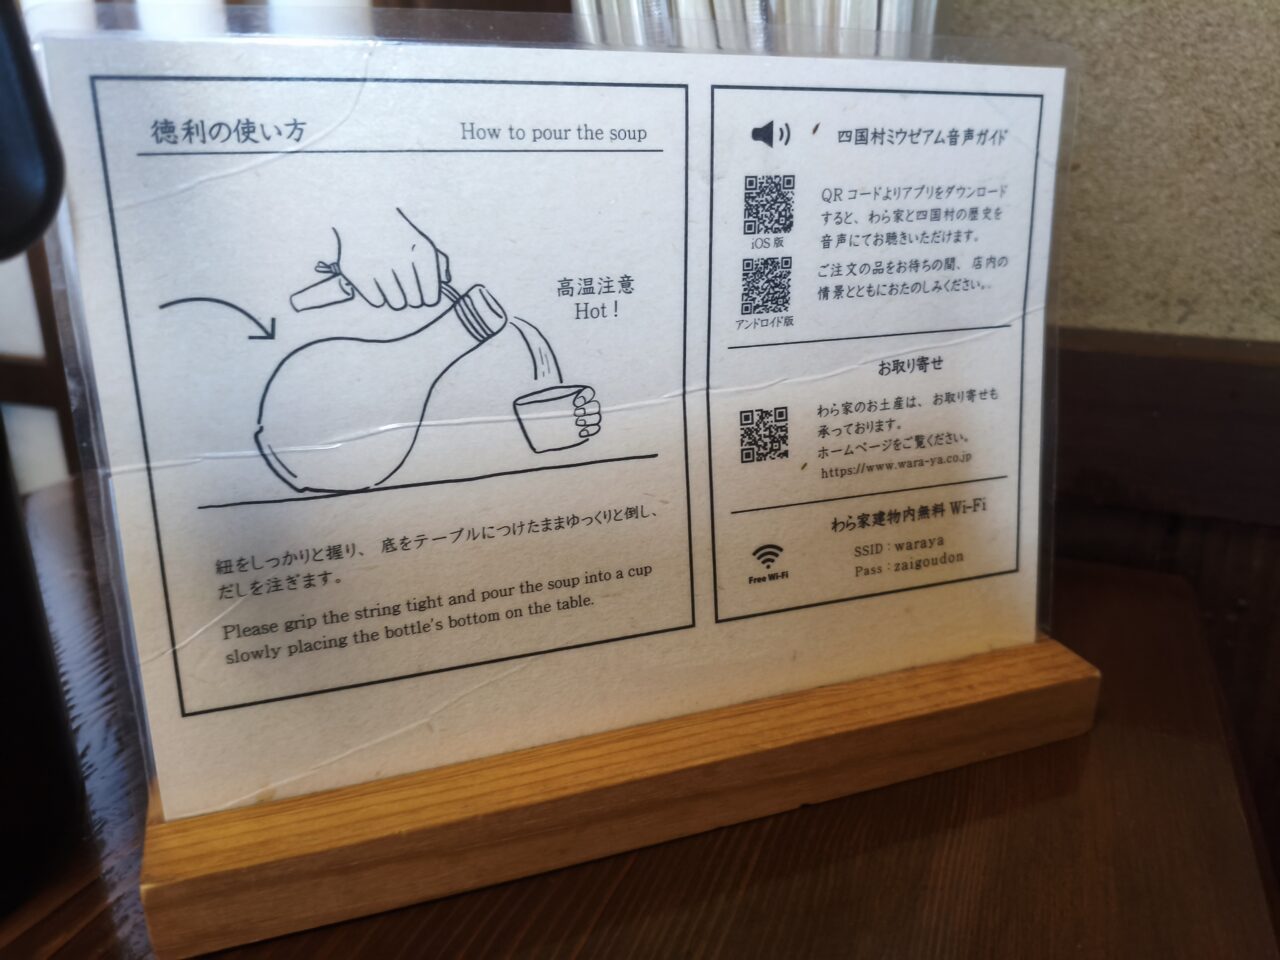 徳利の使い方
How to pour the soup
高温注意
Hot !
紐をしっかりと握り、底をテーブルにつけたままゆっくりと倒し、
だしを注ぎます。
Please grip the string tight and pour the soup into a cup
slowly placing the bottle's bottom on the table.
四国村ミウゼアム音声ガイド
QRコードよりアプリをダウンロード
すると、わら家と四国村の歴史を
音声にてお聴きいただけます。
ご注文の品をお待ちの間、店内の
情景とともにおたのしみください。
iOS版
アンドロイド版
お取り寄せ
わら家のお土産は、お取り寄せも
承っております。
ホームページをご覧ください。
https://www.wara-ya.co.jp
わら家建物内無料 Wi-Fi
SSID : waraya
Pass : zaigoudon
Free Wi-Fi